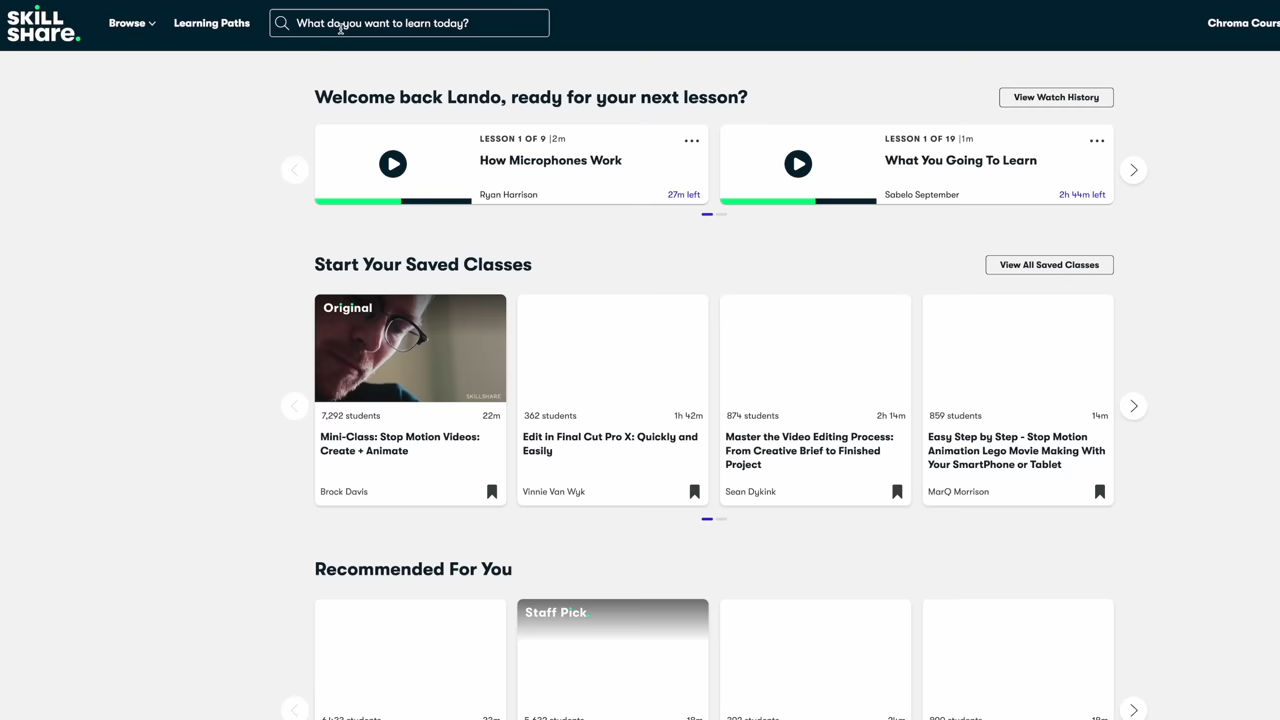 SKILL
SHARE.
Browse
Learning Paths
What do you want to learn today?
Chroma Cours
Welcome back Lando, ready for your next lesson?
View Watch History
LESSON 1 OF 9 |2m
How Microphones Work
Ryan Harrison
27m left
LESSON 1 OF 19 |1m
What You Going To Learn
Sabelo September
2h 44m left
Start Your Saved Classes
View All Saved Classes
Original
SKILLSHARE
7,292 students
22m
Mini-Class: Stop Motion Videos:
Create + Animate
Brock Davis
362 students
1h 42m
Edit in Final Cut Pro X: Quickly and
Easily
Vinnie Van Wyk
874 students
2h 14m
Master the Video Editing Process:
From Creative Brief to Finished
Project
Sean Dykink
859 students
14m
Easy Step by Step - Stop Motion
Animation Lego Movie Making With
Your SmartPhone or Tablet
MarQ Morrison
Recommended For You
Staff Pick.